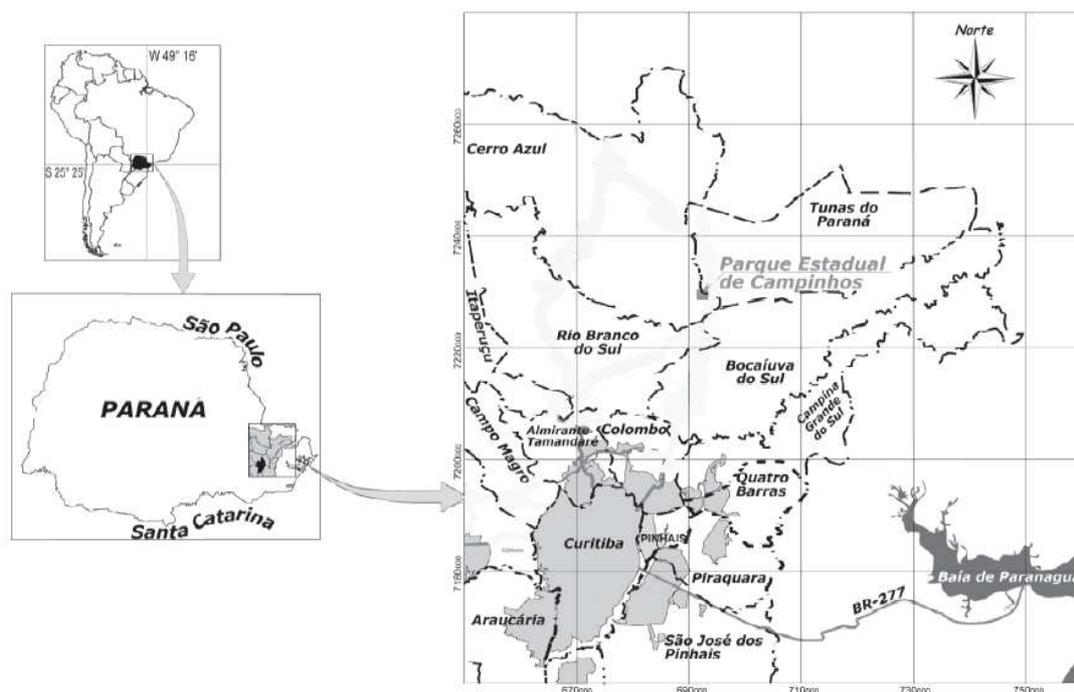 W 49° 16'
S 25° 25'
São Paulo
PARANÁ
Santa Catarina
Norte
7260000
Cerro Azul
Tunas do
Paraná
7240000
Parque Estadual
de Campinhos
Itaperuçu
Rio Branco
do Sul
7220000
Bocaíuva
do Sul
Campina
Grande
do Sul
Campo Magro
Almirante
Tamandaré
Colombo
7200000
Quatro
Barras
Curitiba
PINHAIS
7180000
Piraquara
Baia de Paranaguá
BR-277
Araucária
São José dos
Pinhais
670000
690000
710000
730000
750000